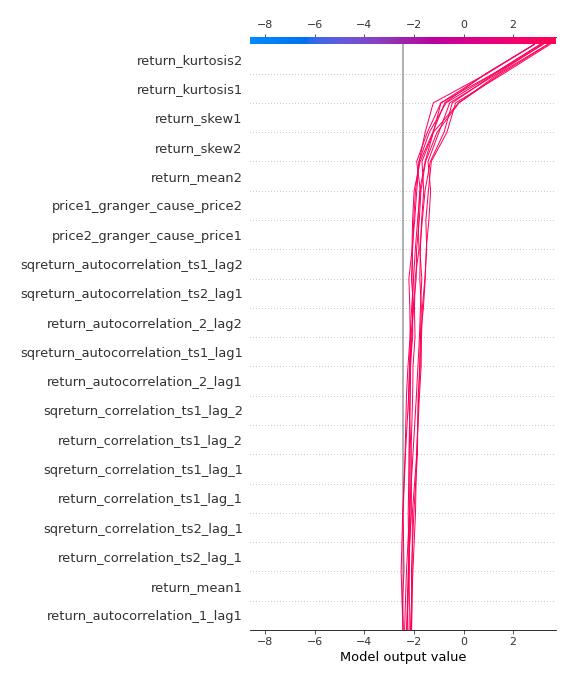 −8 −6 −4 −2 0 2
return_kurtosis2
return_kurtosis1
return_skew1
return_skew2
return_mean2
price1_granger_cause_price2
price2_granger_cause_price1
sqreturn_autocorrelation_ts1_lag2
sqreturn_autocorrelation_ts2_lag1
return_autocorrelation_2_lag2
sqreturn_autocorrelation_ts1_lag1
return_autocorrelation_2_lag1
sqreturn_correlation_ts1_lag_2
return_correlation_ts1_lag_2
sqreturn_correlation_ts1_lag_1
return_correlation_ts1_lag_1
sqreturn_correlation_ts2_lag_1
return_correlation_ts2_lag_1
return_mean1
return_autocorrelation_1_lag1
−8 −6 −4 −2 0 2
Model output value